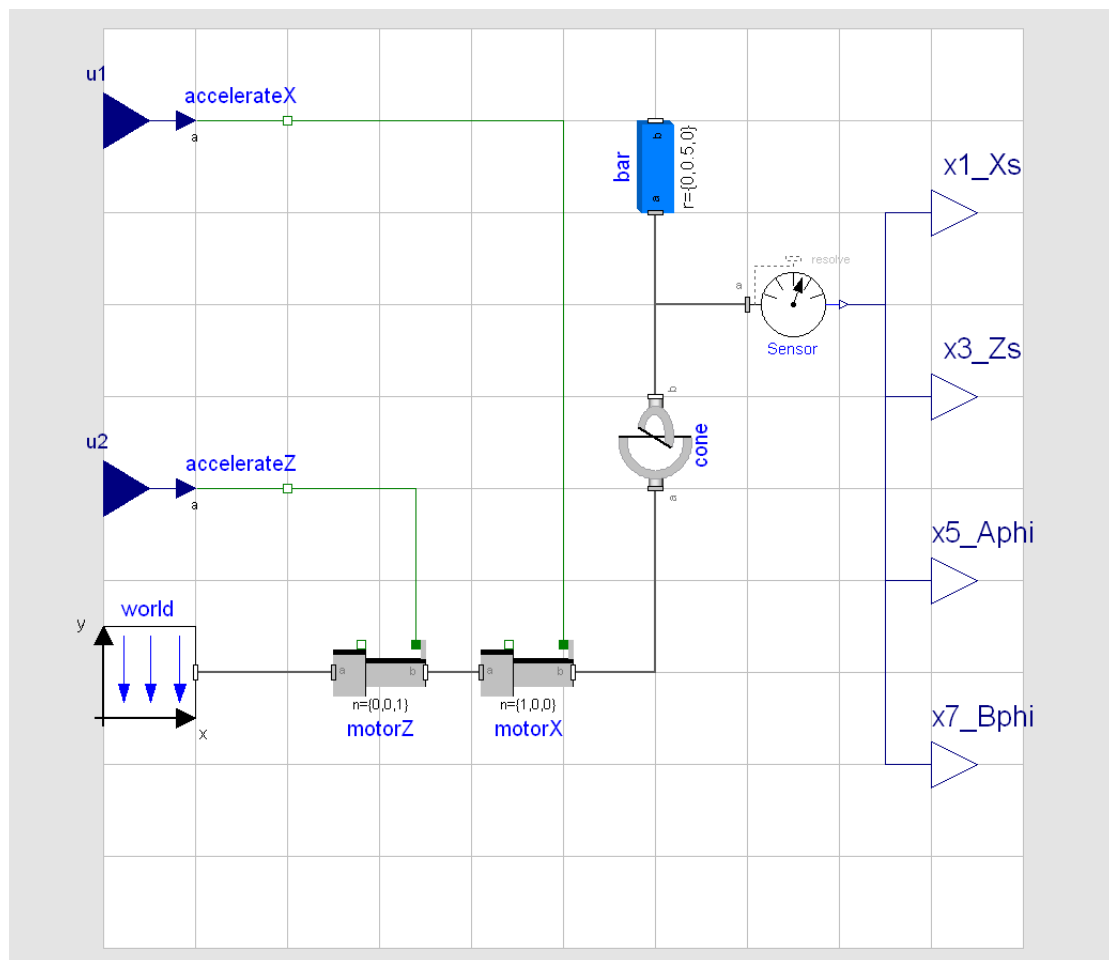 u1
accelerateX
a
b
bar
a
r={0,0.5,0}
x1_Xs
resolve
a
Sensor
x3_Zs
b
cone
a
u2
accelerateZ
a
x5_Aphi
world
y
x
a
b
n={0,0,1}
motorZ
a
b
n={1,0,0}
motorX
x7_Bphi